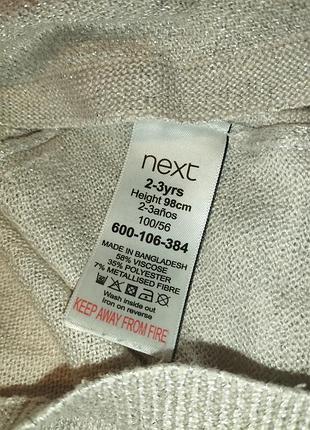 next
2-3yrs
Height 98cm
2-3años
100/56
600-106-384
MADE IN BANGLADESH
58% VISCOSE
35% POLYESTER
7% METALLISED FIBRE
Wash inside out
Iron on reverse
KEEP AWAY FROM FIRE